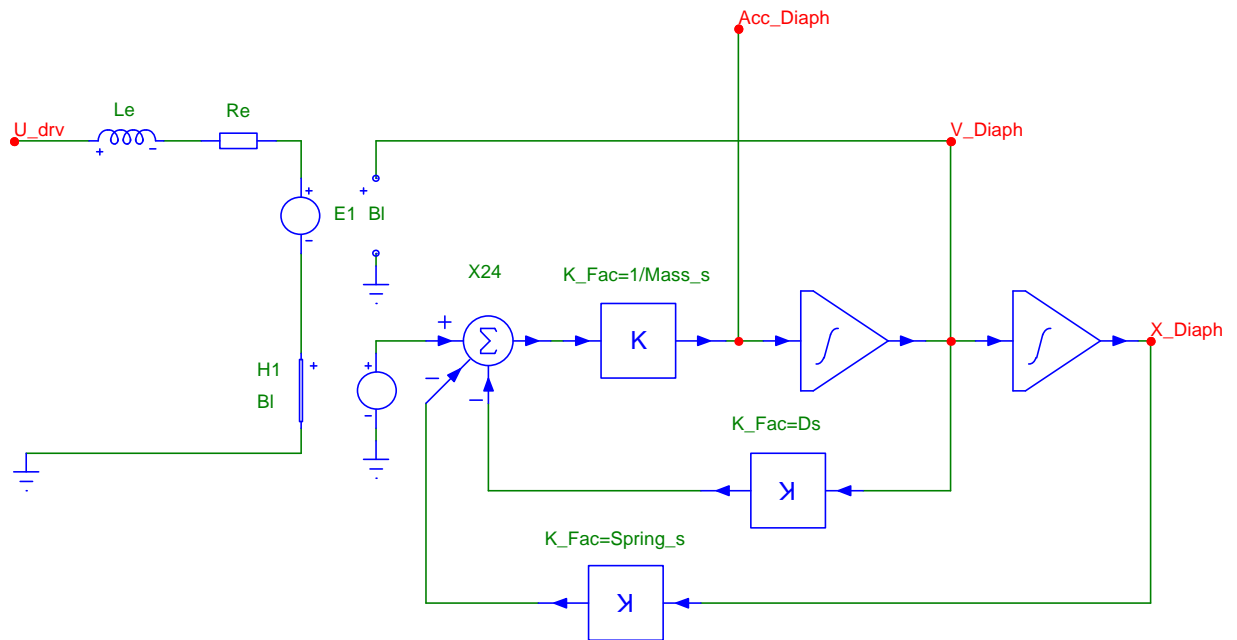 Acc_Diaph
Le
Re
U_drv
V_Diaph
+
-
+
-
E1 Bl
+
X24
K_Fac=1/Mass_s
+
Σ
K
∫
∫
X_Diaph
H1
+
Bl
+
-
−
−
K_Fac=Ds
K
K_Fac=Spring_s
K